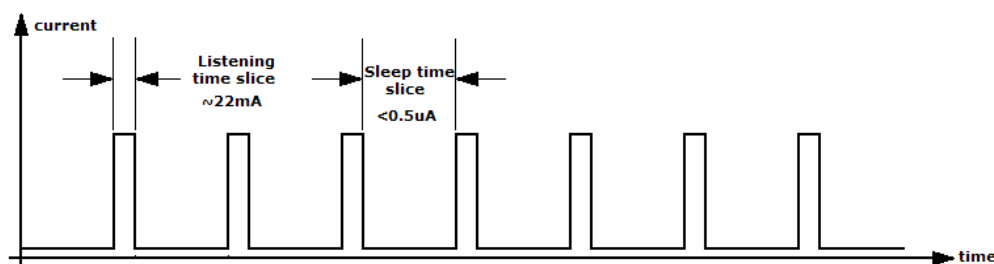 current
Listening
time slice
~22mA
Sleep time
slice
<0.5uA
time